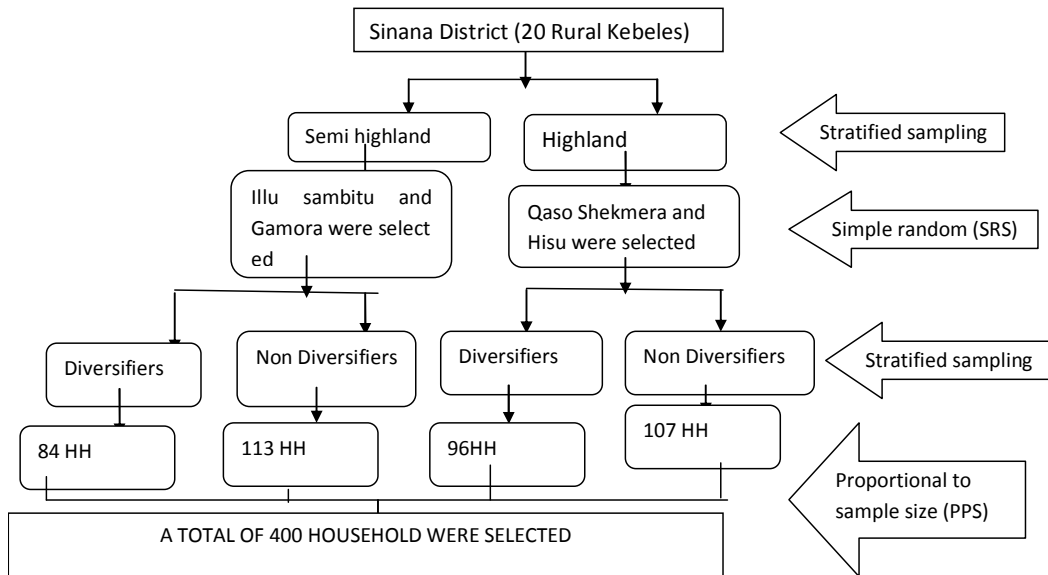 Sinana District (20 Rural Kebeles)
Semi highland
Highland
Stratified sampling
Illu sambitu and
Gamora were select
ed
Qaso Shekmera and
Hisu were selected
Simple random (SRS)
Diversifiers
Non Diversifiers
Diversifiers
Non Diversifiers
Stratified sampling
84 HH
113 HH
96HH
107 HH
Proportional to
sample size (PPS)
A TOTAL OF 400 HOUSEHOLD WERE SELECTED